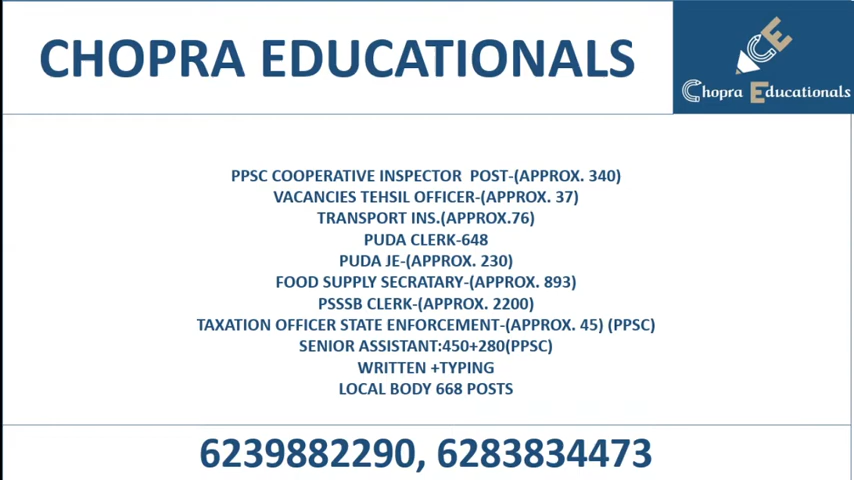 CHOPRA EDUCATIONALS
CE
Chopra Educationals
PPSC COOPERATIVE INSPECTOR POST-(APPROX. 340)
VACANCIES TEHSIL OFFICER-(APPROX. 37)
TRANSPORT INS.(APPROX.76)
PUDA CLERK-648
PUDA JE-(APPROX. 230)
FOOD SUPPLY SECRATARY-(APPROX. 893)
PSSSB CLERK-(APPROX. 2200)
TAXATION OFFICER STATE ENFORCEMENT-(APPROX. 45) (PPSC)
SENIOR ASSISTANT:450+280(PPSC)
WRITTEN +TYPING
LOCAL BODY 668 POSTS
6239882290, 6283834473